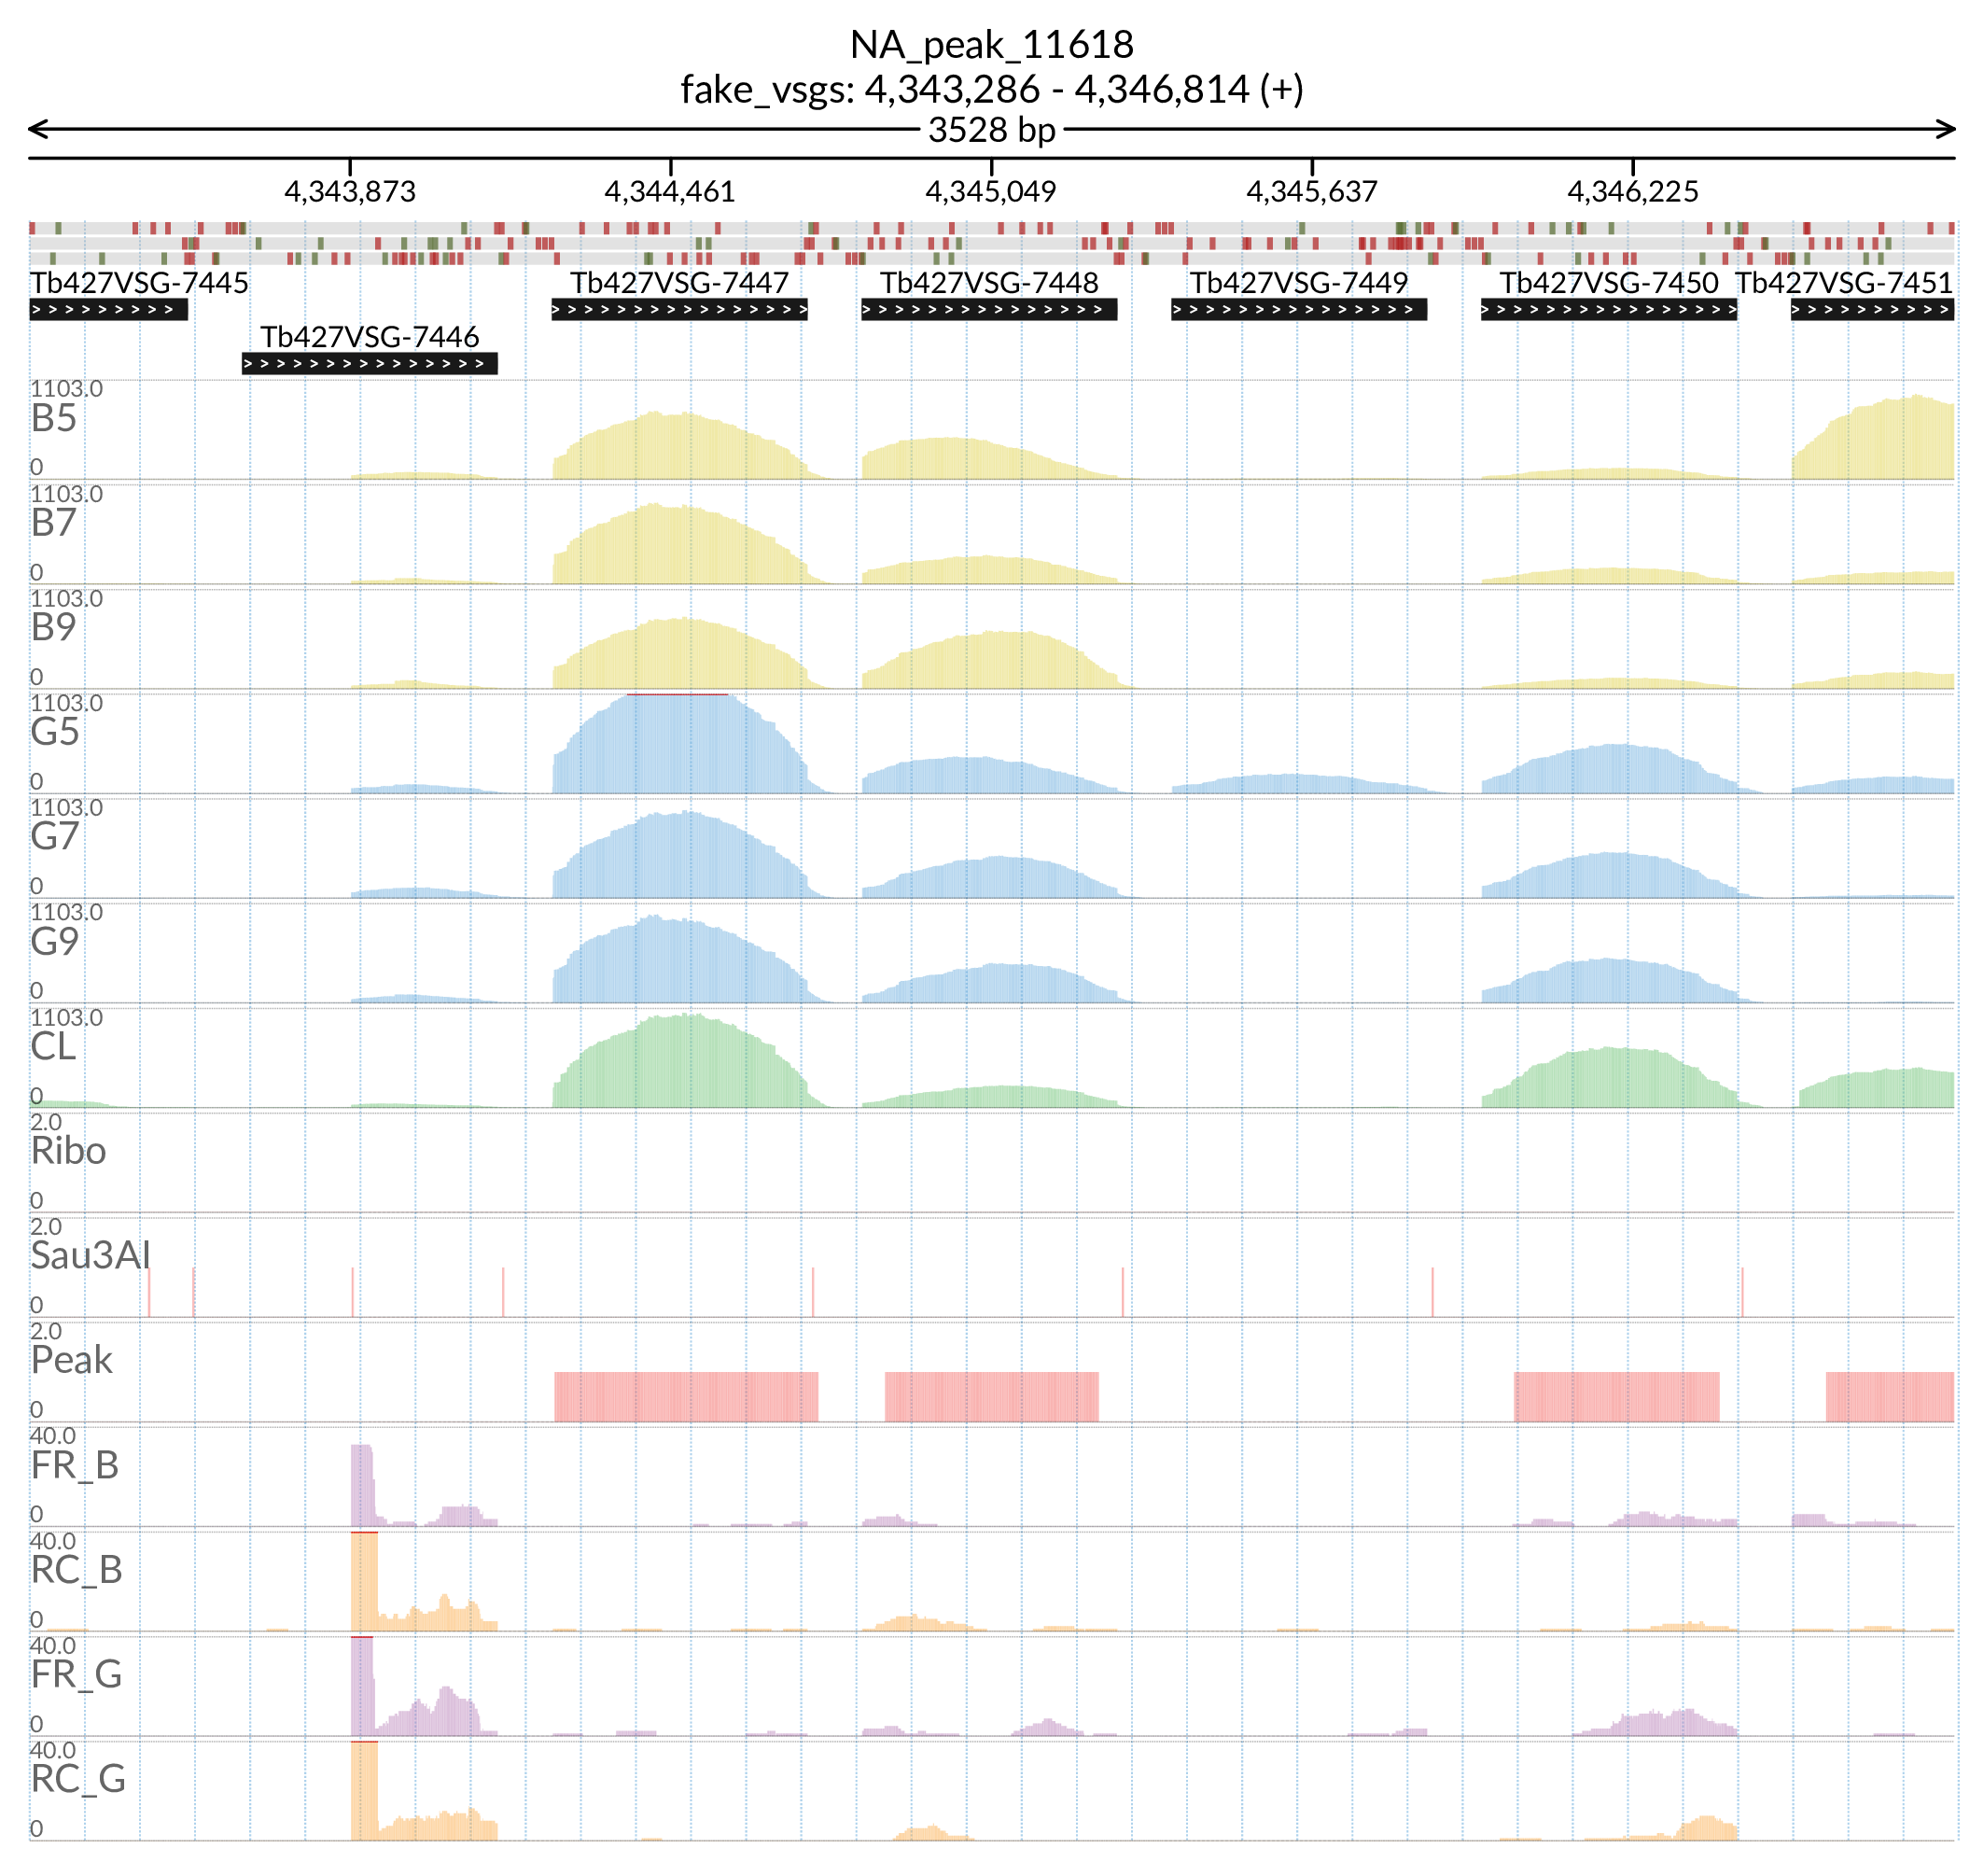 NA_peak_11618
fake_vsgs: 4,343,286 - 4,346,814 (+)
3528 bp
4,343,873 4,344,461 4,345,049 4,345,637 4,346,225
Tb427VSG-7445 Tb427VSG-7447 Tb427VSG-7448 Tb427VSG-7449 Tb427VSG-7450 Tb427VSG-7451
Tb427VSG-7446
1103.0
B5
0
1103.0
B7
0
1103.0
B9
0
1103.0
G5
0
1103.0
G7
0
1103.0
G9
0
1103.0
CL
0
2.0
Ribo
0
2.0
Sau3AI
0
2.0
Peak
0
40.0
FR_B
0
40.0
RC_B
0
40.0
FR_G
0
40.0
RC_G
0